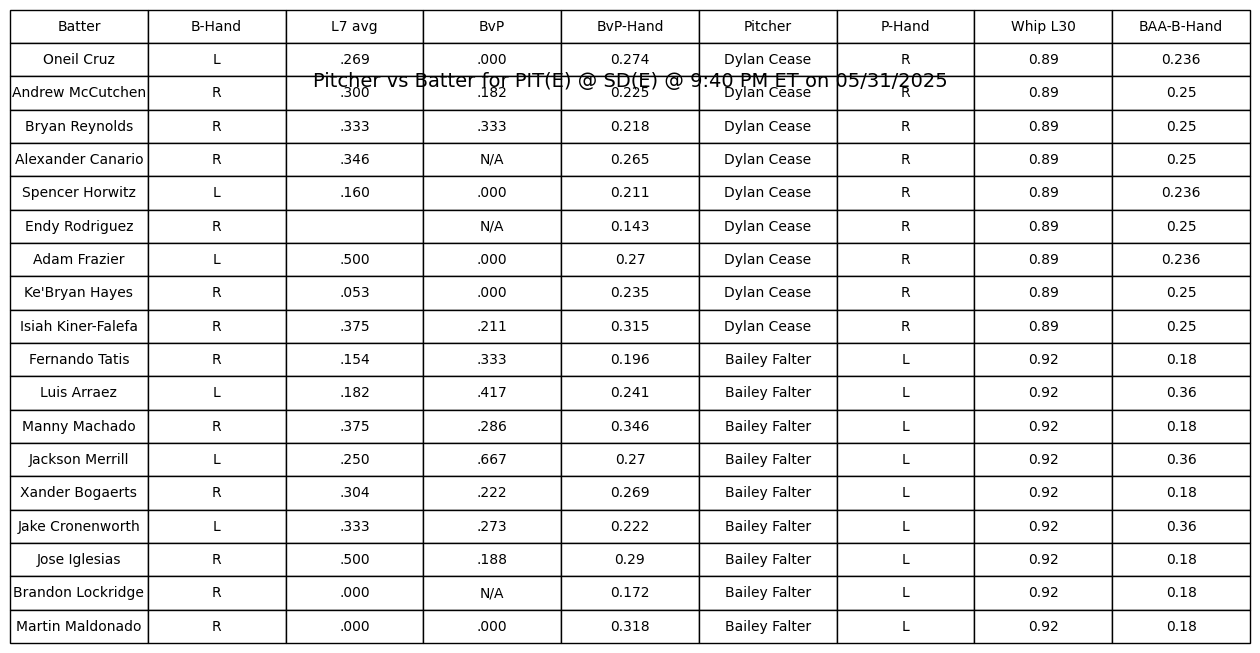 Batter B-Hand L7 avg BvP BvP-Hand Pitcher P-Hand Whip L30 BAA-B-Hand
Oneil Cruz L .269 .000 0.274 Dylan Cease R 0.89 0.236
Pitcher vs Batter for PIT(E) @ SD(E) @ 9:40 PM ET on 05/31/2025
Andrew McCutchen R .300 .182 0.225 Dylan Cease R 0.89 0.25
Bryan Reynolds R .333 .333 0.218 Dylan Cease R 0.89 0.25
Alexander Canario R .346 N/A 0.265 Dylan Cease R 0.89 0.25
Spencer Horwitz L .160 .000 0.211 Dylan Cease R 0.89 0.236
Endy Rodriguez R N/A 0.143 Dylan Cease R 0.89 0.25
Adam Frazier L .500 .000 0.27 Dylan Cease R 0.89 0.236
Ke'Bryan Hayes R .053 .000 0.235 Dylan Cease R 0.89 0.25
Isiah Kiner-Falefa R .375 .211 0.315 Dylan Cease R 0.89 0.25
Fernando Tatis R .154 .333 0.196 Bailey Falter L 0.92 0.18
Luis Arraez L .182 .417 0.241 Bailey Falter L 0.92 0.36
Manny Machado R .375 .286 0.346 Bailey Falter L 0.92 0.18
Jackson Merrill L .250 .667 0.27 Bailey Falter L 0.92 0.36
Xander Bogaerts R .304 .222 0.269 Bailey Falter L 0.92 0.18
Jake Cronenworth L .333 .273 0.222 Bailey Falter L 0.92 0.36
Jose Iglesias R .500 .188 0.29 Bailey Falter L 0.92 0.18
Brandon Lockridge R .000 N/A 0.172 Bailey Falter L 0.92 0.18
Martin Maldonado R .000 .000 0.318 Bailey Falter L 0.92 0.18